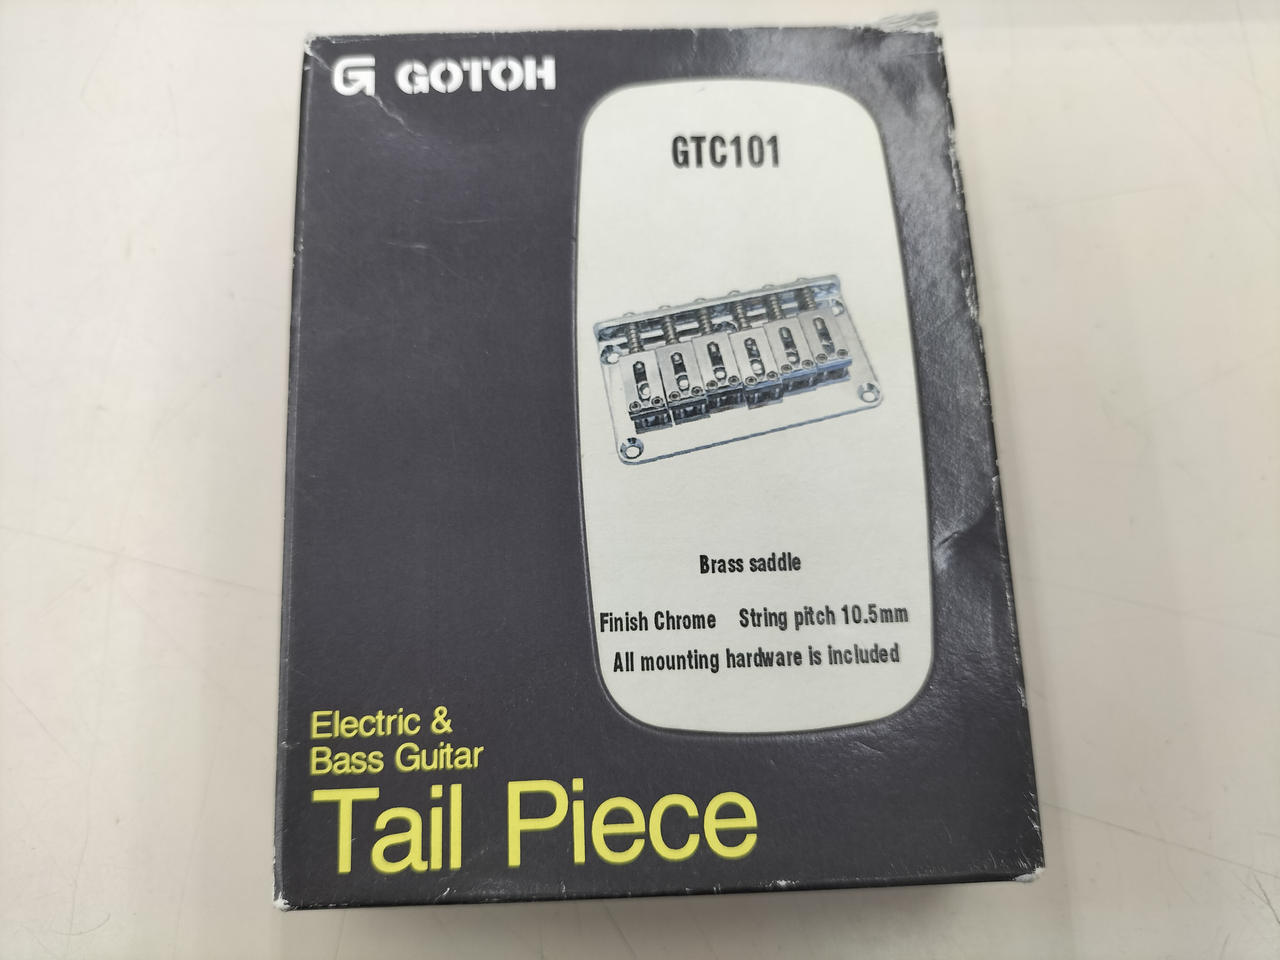 GOTOH
GTC101
Brass saddle
Finish Chrome String pitch 10.5mm
All mounting hardware is included
Electric &
Bass Guitar
Tail Piece